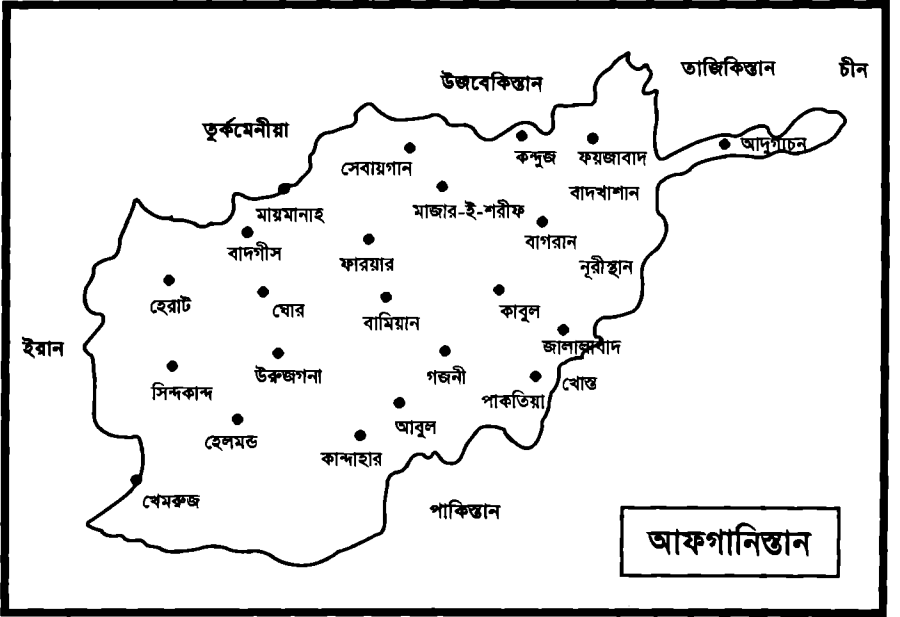 উজবেকিস্তান
তাজিকিস্তান
চীন
তুর্কমেনীয়া
সেবায়গান
কন্দুজ
ফয়জাবাদ
আদুগাচন
বাদখাশান
মায়মানাহ
মাজার-ই-শরীফ
বাদগীস
ফারয়ার
বাগরান
নূরীস্থান
হেরাট
ঘোর
বামিয়ান
কাবুল
ইরান
জালালাবাদ
সিন্দকান্দ
উরুজগনা
গজনী
পাকতিয়া
খোস্ত
হেলমন্ড
আবুল
কান্দাহার
খেমরুজ
পাকিস্তান
আফগানিস্তান